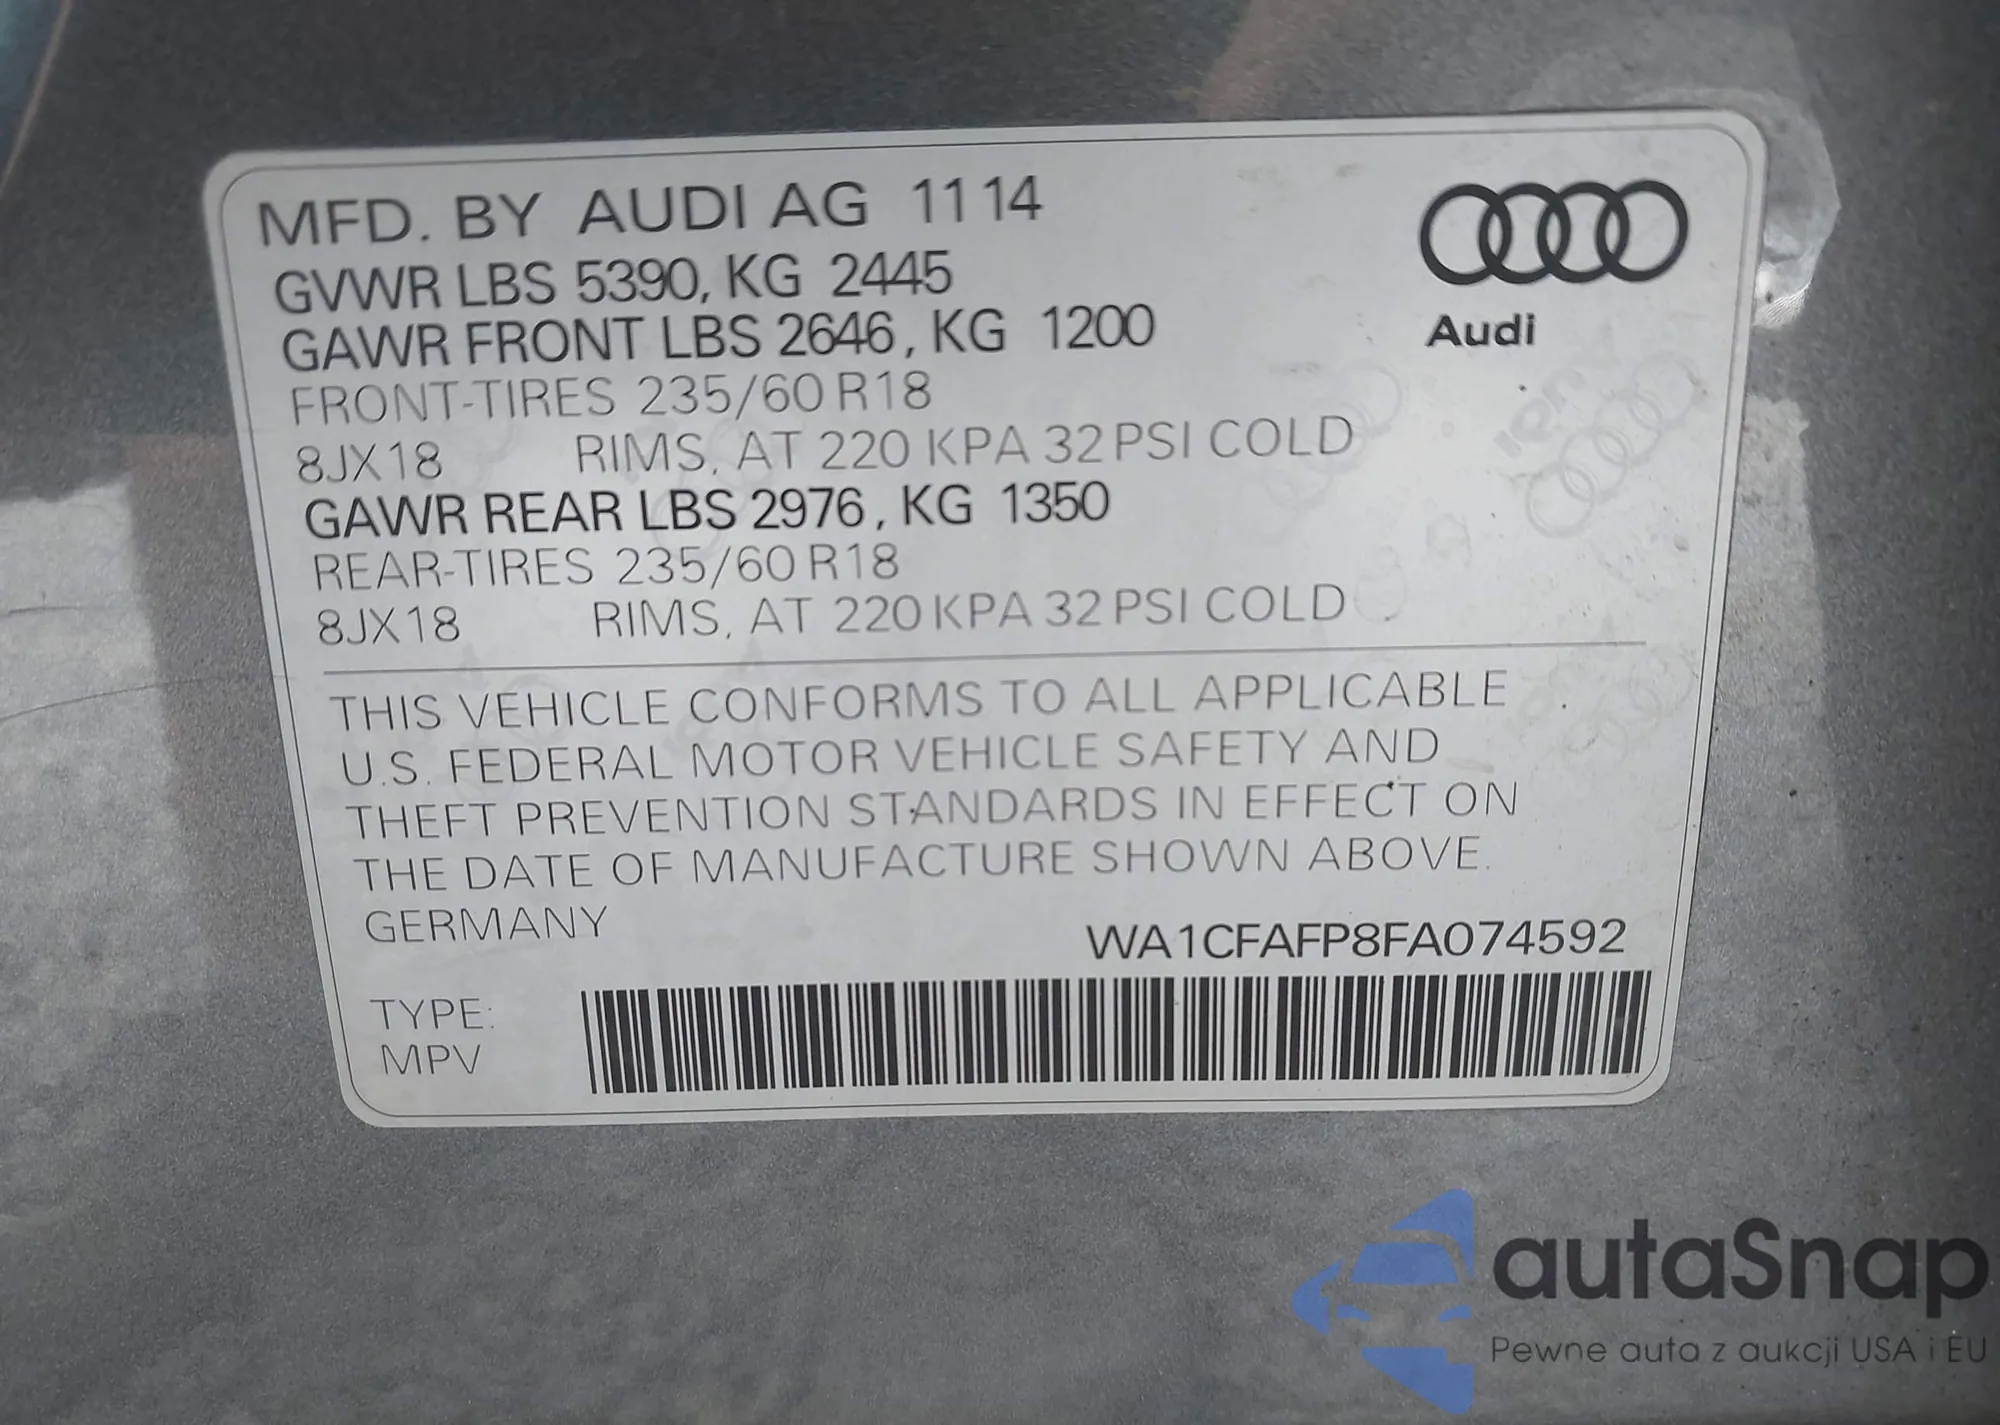 MFD. BY AUDI AG 11 14
GVWR LBS 5390, KG 2445
GAWR FRONT LBS 2646, KG 1200
FRONT-TIRES 235/60 R18
8JX18 RIMS, AT 220 KPA 32 PSI COLD
GAWR REAR LBS 2976, KG 1350
REAR-TIRES 235/60 R18
8JX18 RIMS, AT 220 KPA 32 PSI COLD
Audi
THIS VEHICLE CONFORMS TO ALL APPLICABLE
U.S. FEDERAL MOTOR VEHICLE SAFETY AND
THEFT PREVENTION STANDARDS IN EFFECT ON
THE DATE OF MANUFACTURE SHOWN ABOVE.
GERMANY
WA1CFAFP8FA074592
TYPE:
MPV
autaSnap
Pewne auta z aukcji USA i EU